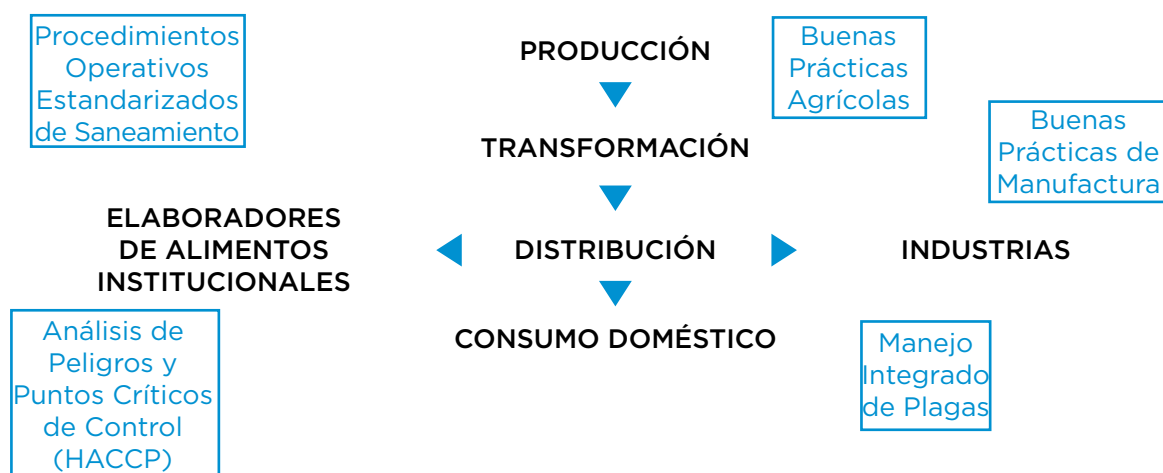 Procedimientos
Operativos
Estandarizados
de Saneamiento
PRODUCCIÓN
Buenas
Prácticas
Agrícolas
TRANSFORMACIÓN
Buenas
Prácticas de
Manufactura
ELABORADORES
DE ALIMENTOS
INSTITUCIONALES
DISTRIBUCIÓN
INDUSTRIAS
CONSUMO DOMÉSTICO
Análisis de
Peligros y
Puntos Críticos
de Control
(HACCP)
Manejo
Integrado
de Plagas